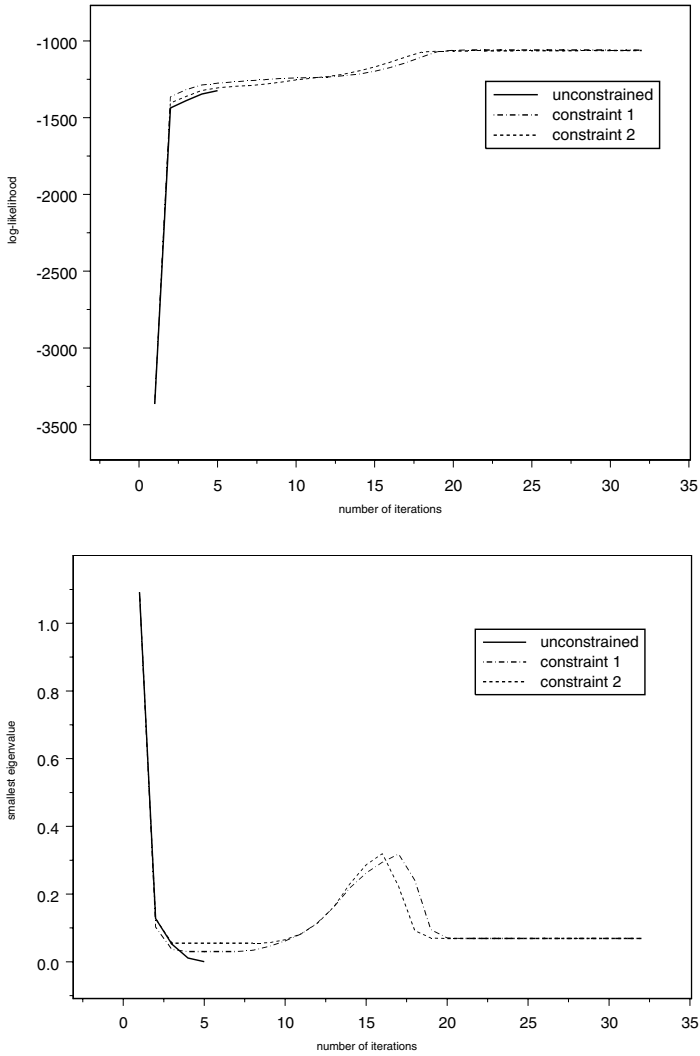 -1000
-1500
-2000
-2500
-3000
-3500
log-likelihood
unconstrained
constraint 1
constraint 2
0 5 10 15 20 25 30 35
number of iterations
1.0
0.8
0.6
0.4
0.2
0.0
smallest eigenvalue
unconstrained
constraint 1
constraint 2
0 5 10 15 20 25 30 35
number of iterations